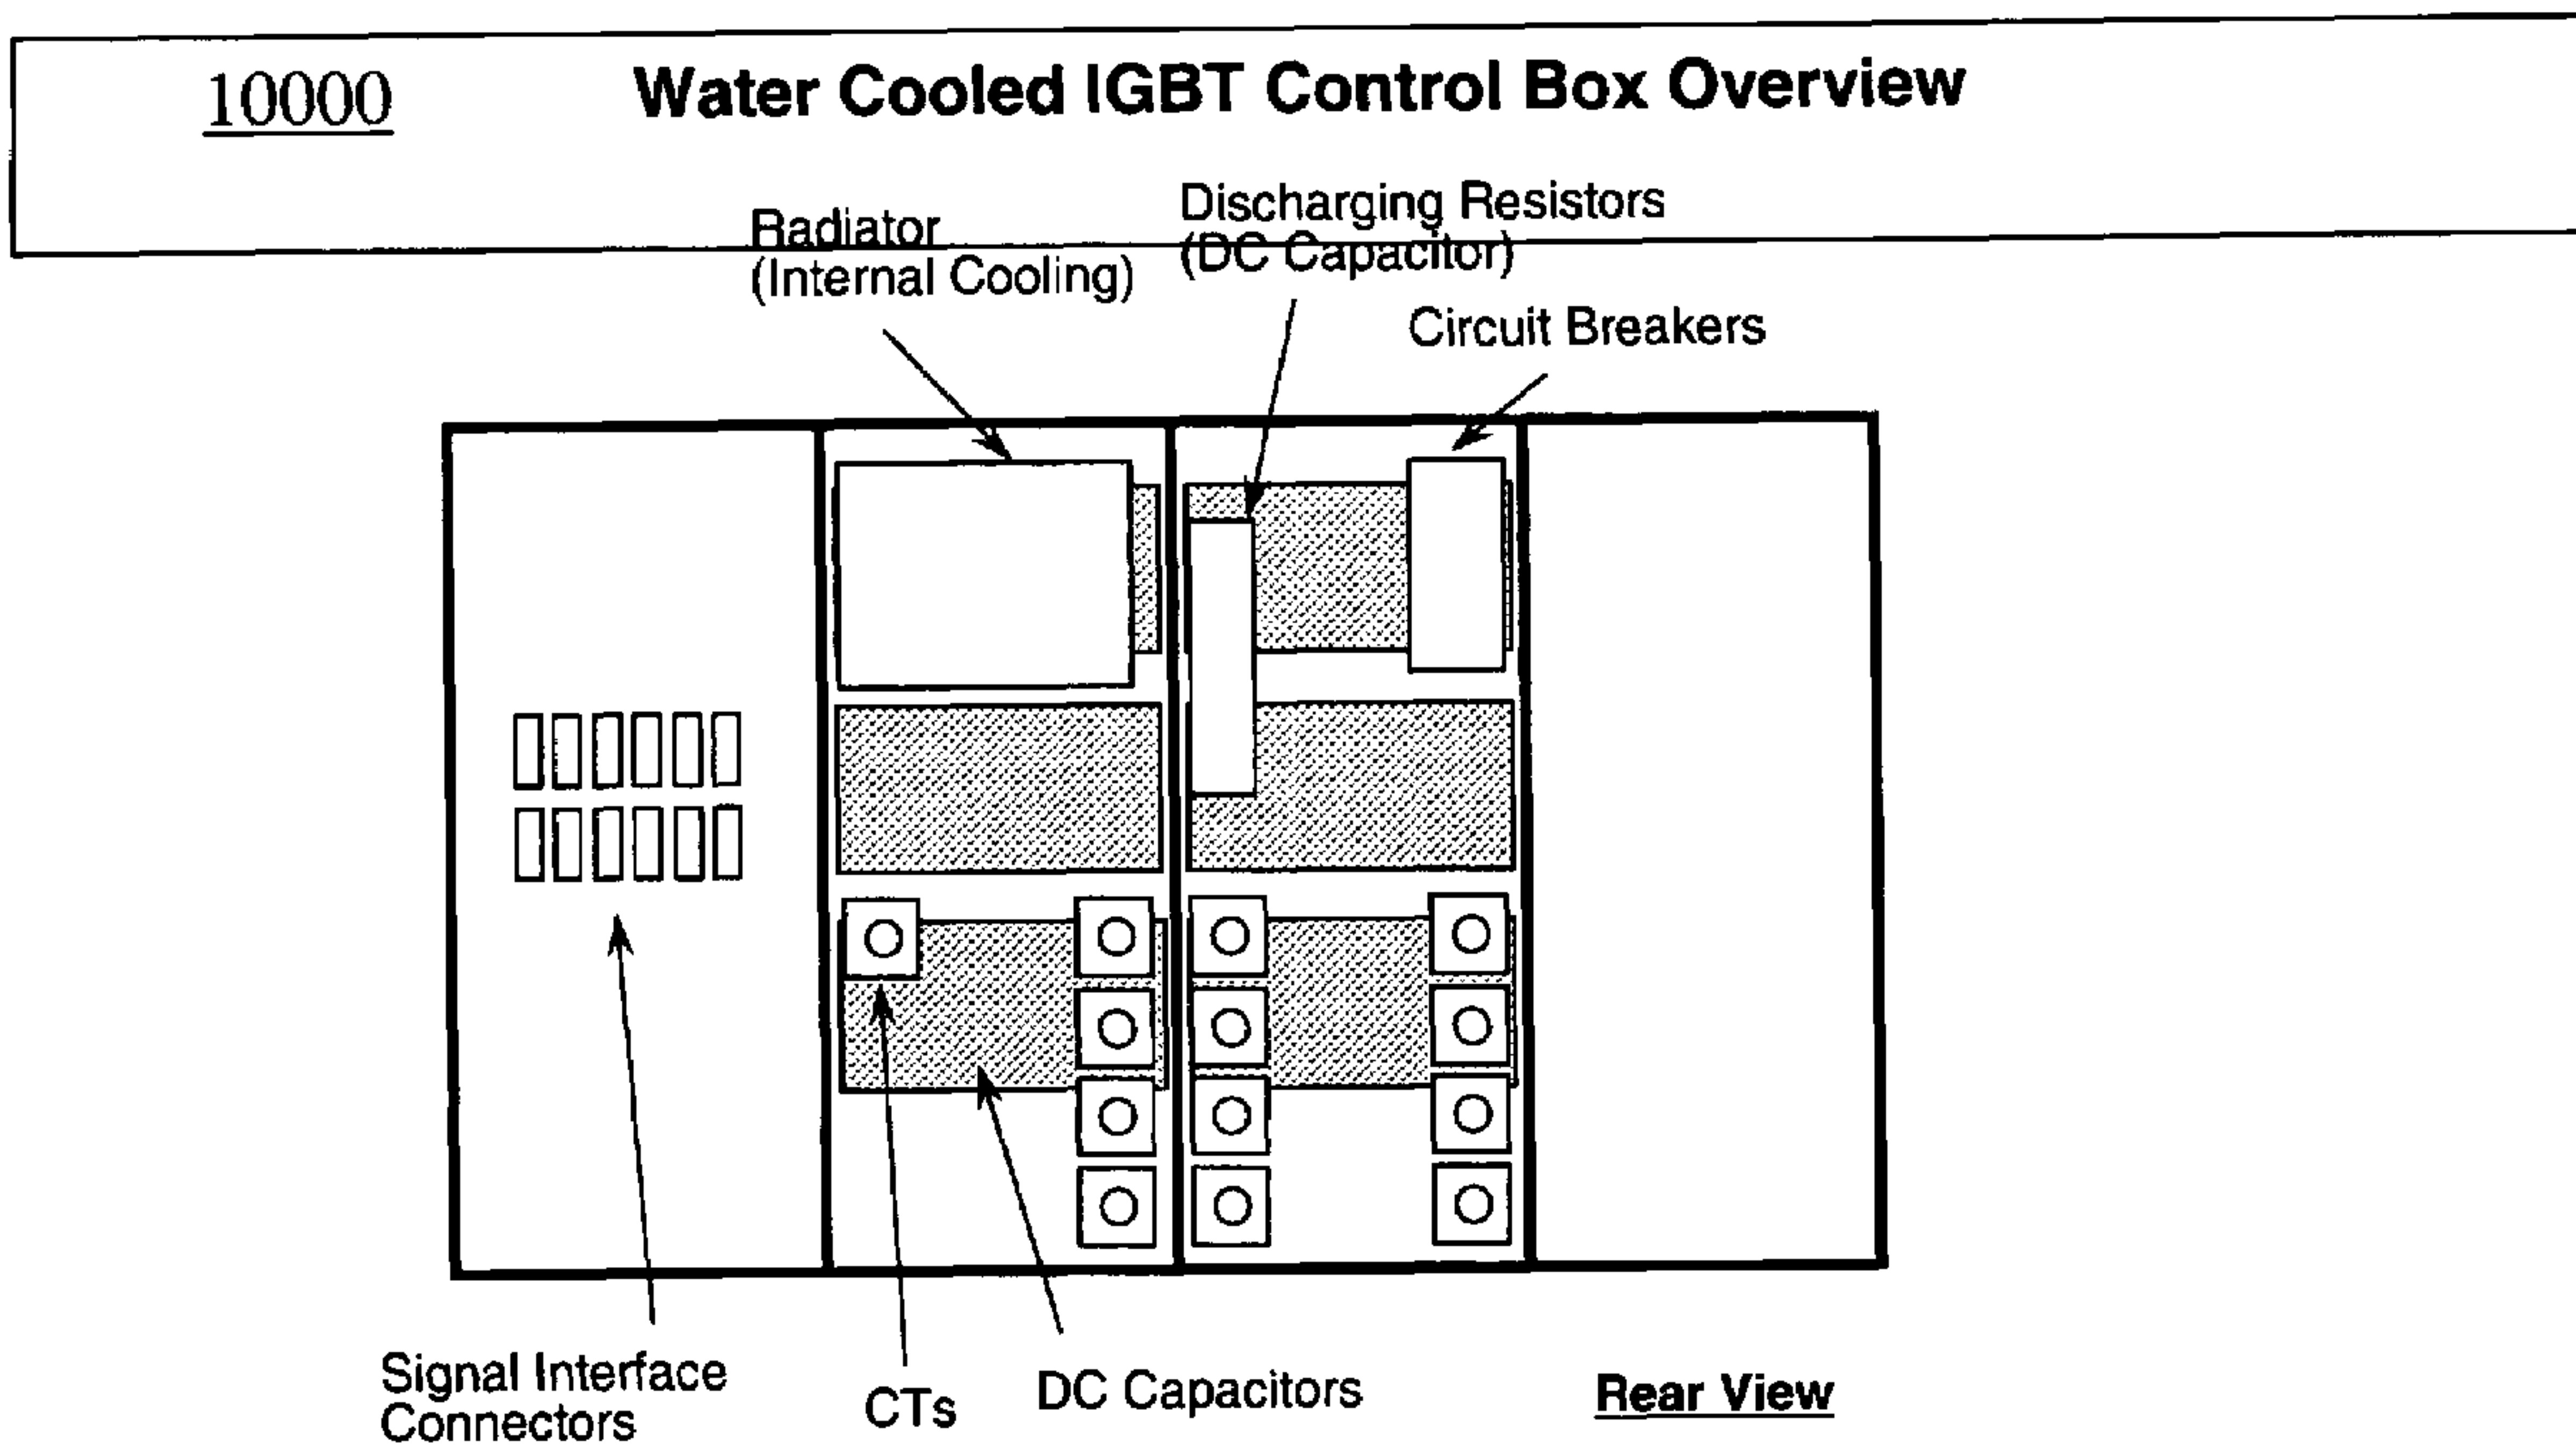 10000
Water Cooled IGBT Control Box Overview
Radiator
(Internal Cooling)
Discharging Resistors
(DC Capacitor)
Circuit Breakers
Signal Interface
Connectors
CTs
DC Capacitors
Rear View